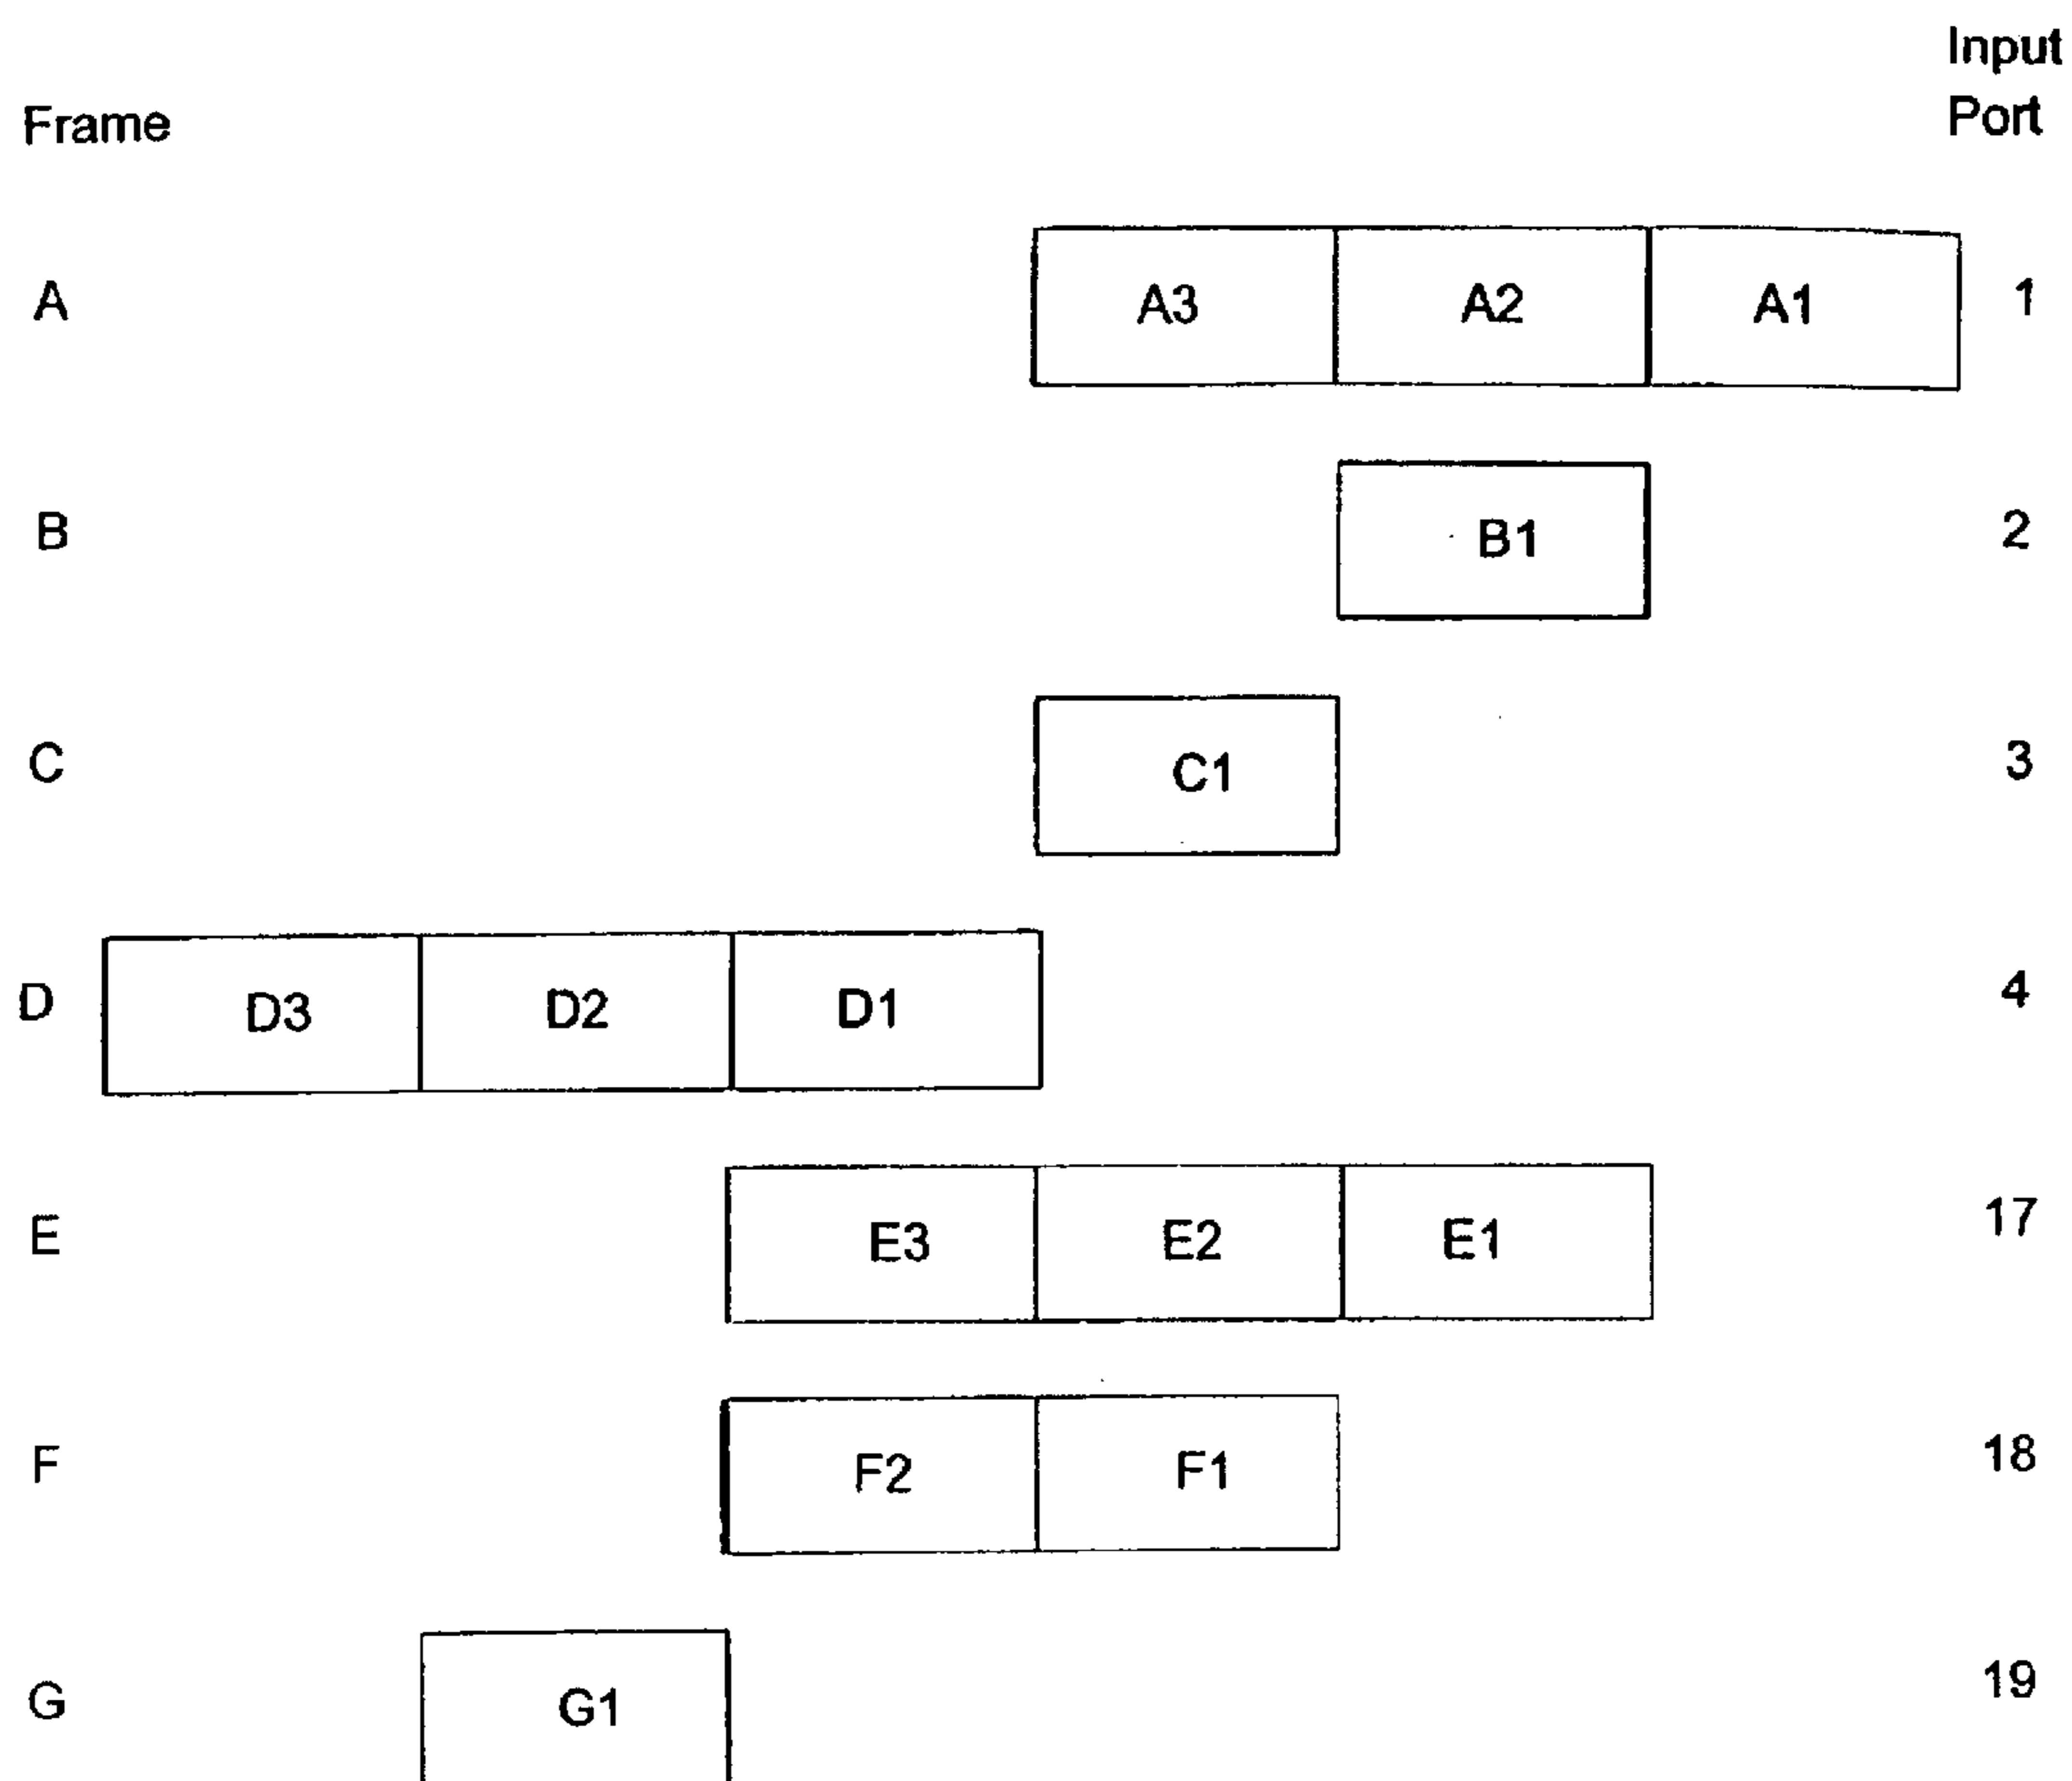 Input
Frame Port
A A3 A2 A1 1
B B1 2
C C1 3
D D3 D2 D1 4
E E3 E2 E1 17
F F2 F1 18
G G1 19